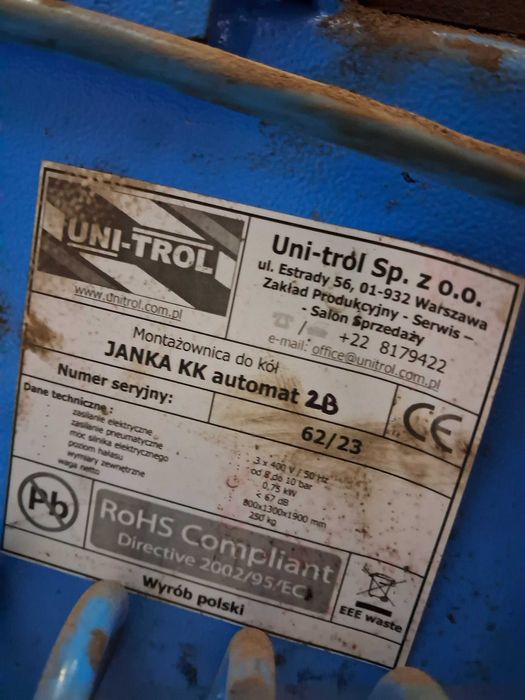 UNI-TROL
www.unitrol.com.pl
Uni-trol Sp. z o.o.
ul. Estrady 56, 01-932 Warszawa
Zakład Produkcyjny - Serwis –
- Salon Sprzedaży
☎ / 📠 +22 8179422
e-mail: office@unitrol.com.pl
Montażownica do kół
JANKA KK automat 2B
CE
Numer seryjny:
62/23
Dane techniczne :
- zasilanie elektryczne : 3 x 400 V / 50 Hz
- zasilanie pneumatyczne : od 8 do 10 bar
- moc silnika elektrycznego : 0,75 kW
- poziom hałasu : < 67 dB
- wymiary zewnętrzne : 800x1300x1900 mm
- waga netto : 250 kg
Pb
RoHS Compliant
Directive 2002/95/EC
EEE waste
Wyrób polski